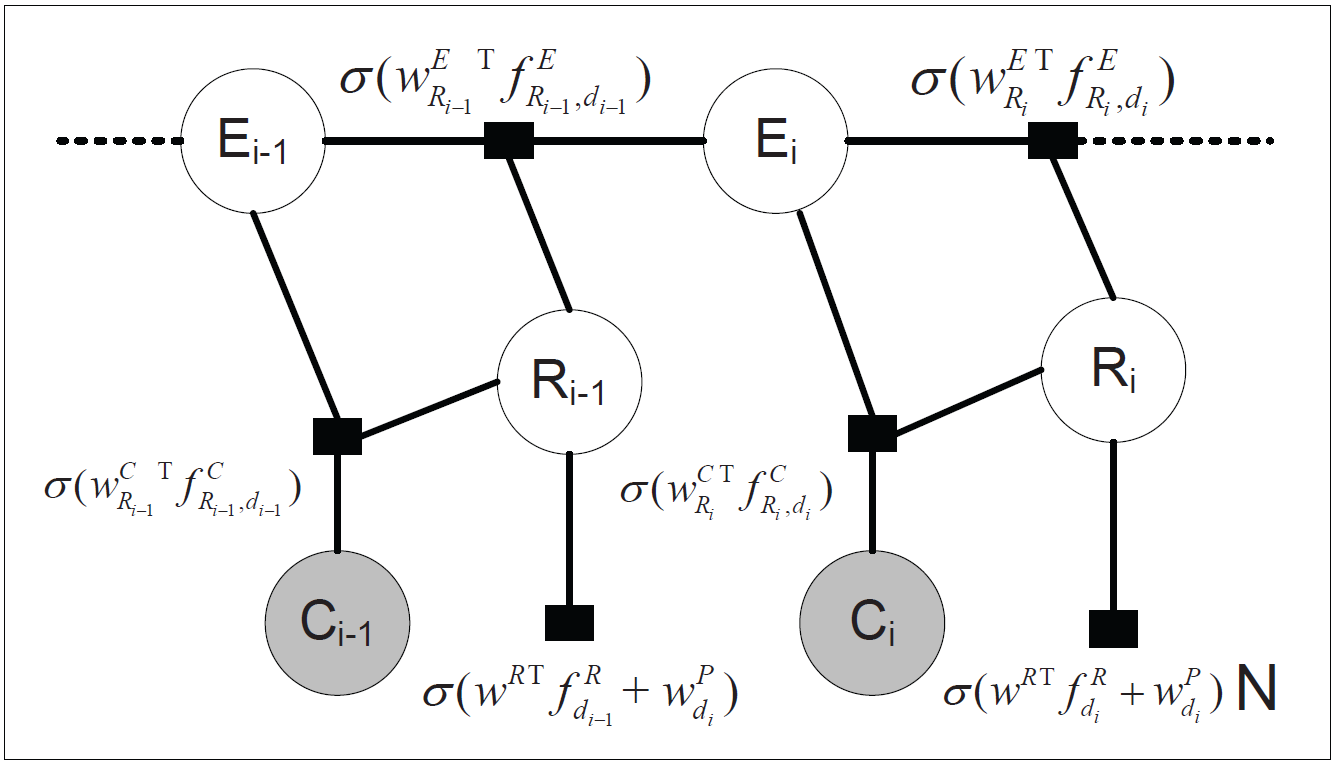 σ(w^{E T}_{R_{i-1}} f^{E}_{R_{i-1},d_{i-1}})
σ(w^{E T}_{R_i} f^{E}_{R_i,d_i})
E_{i-1}
E_i
R_{i-1}
R_i
σ(w^{C T}_{R_{i-1}} f^{C}_{R_{i-1},d_{i-1}})
σ(w^{C T}_{R_i} f^{C}_{R_i,d_i})
C_{i-1}
C_i
σ(w^{R T} f^{R}_{d_{i-1}} + w^{P}_{d_i})
σ(w^{R T} f^{R}_{d_i} + w^{P}_{d_i}) N